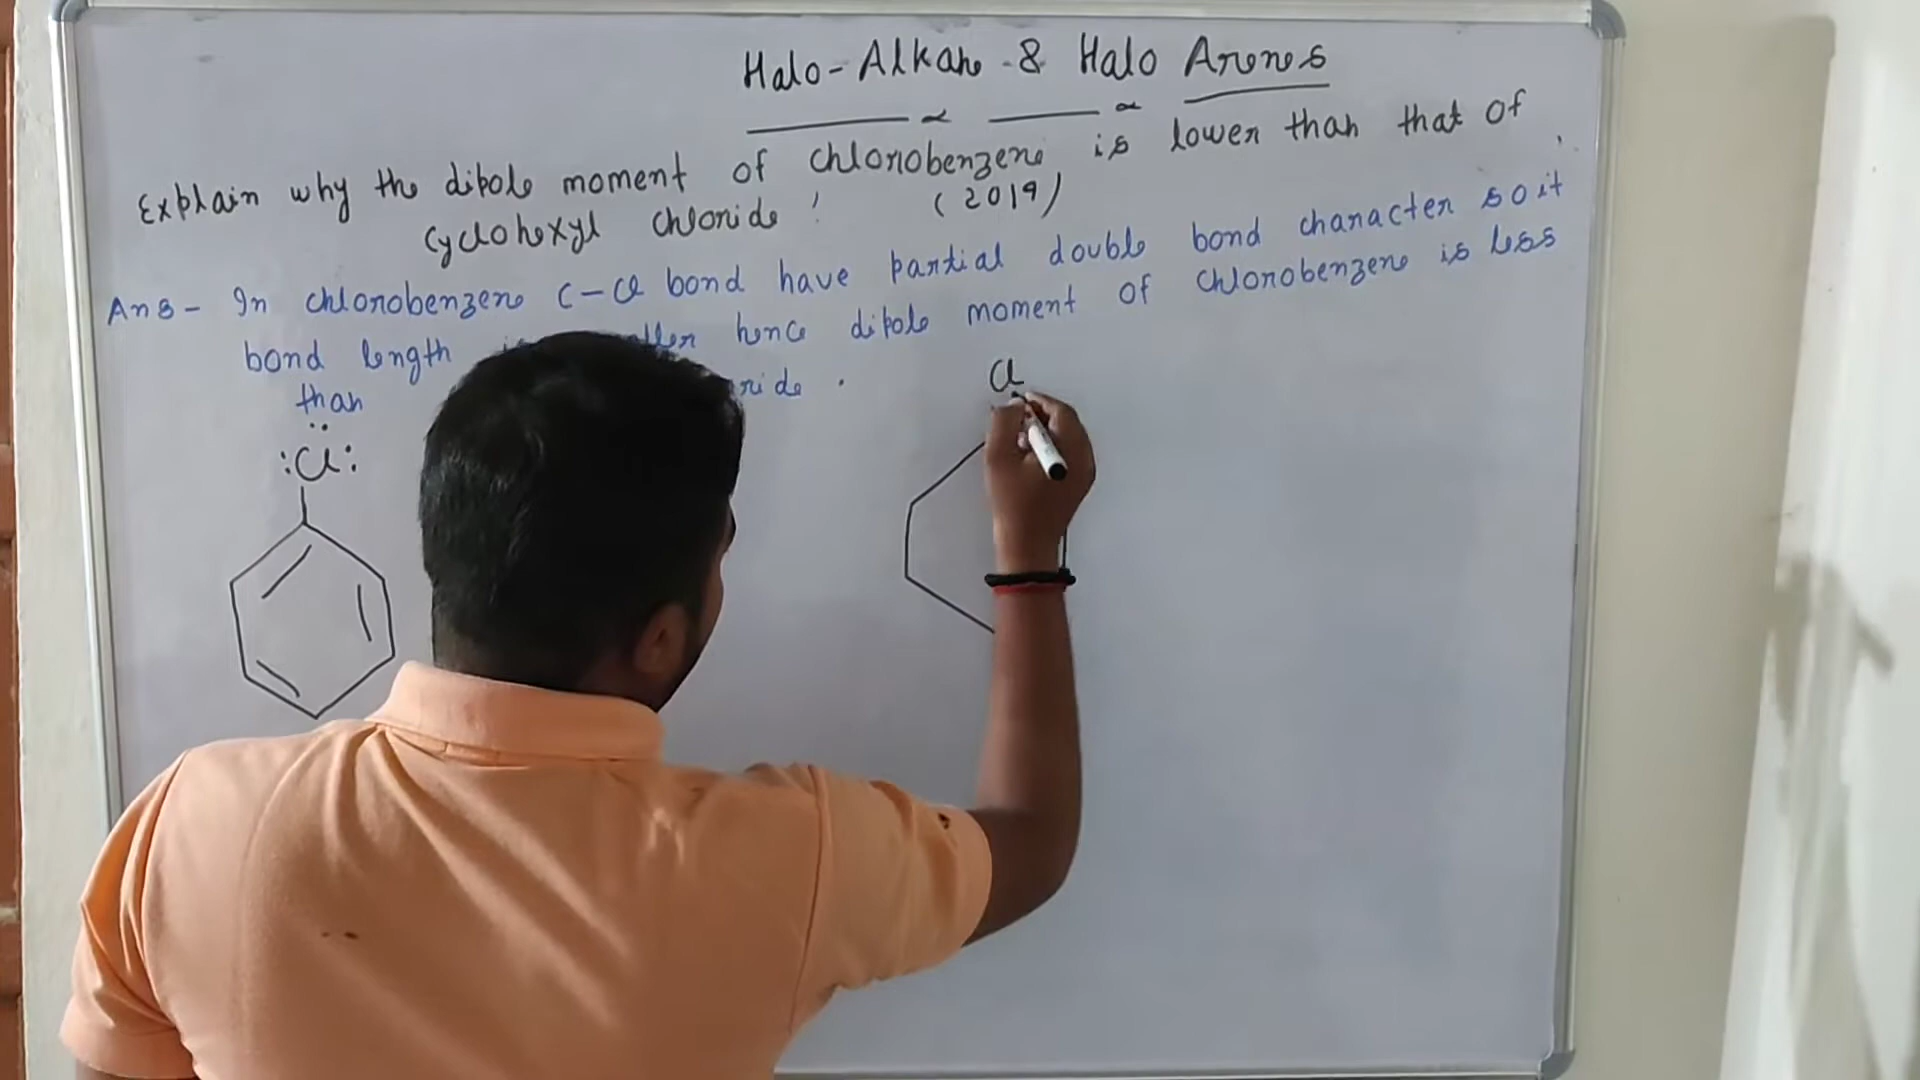 Halo-Alkane & Halo Arenes
Explain why the dipole moment of chlorobenzene is lower than that of
cyclohexyl chloride ! (2019)
Ans - In chlorobenzene C-Cl bond have partial double bond character so it
bond length hence dipole moment of chlorobenzene is less
than
Cl
:Cl: